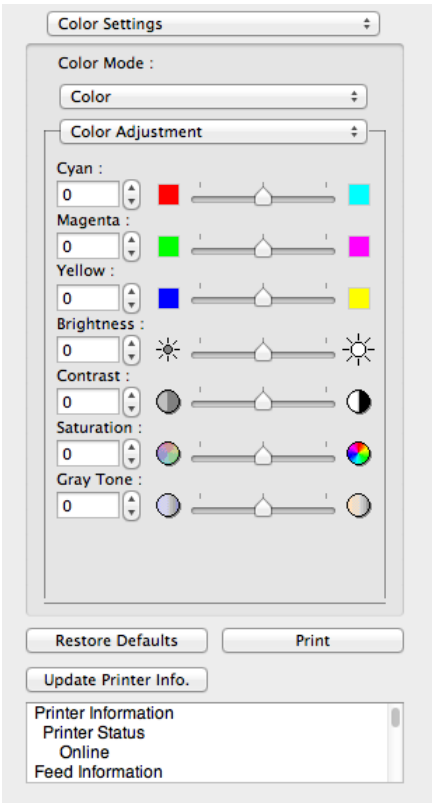 Color Settings
Color Mode :
Color
Color Adjustment
Cyan :
0
Magenta :
0
Yellow :
0
Brightness :
0
Contrast :
0
Saturation :
0
Gray Tone :
0
Restore Defaults
Print
Update Printer Info.
Printer Information
Printer Status
Online
Feed Information